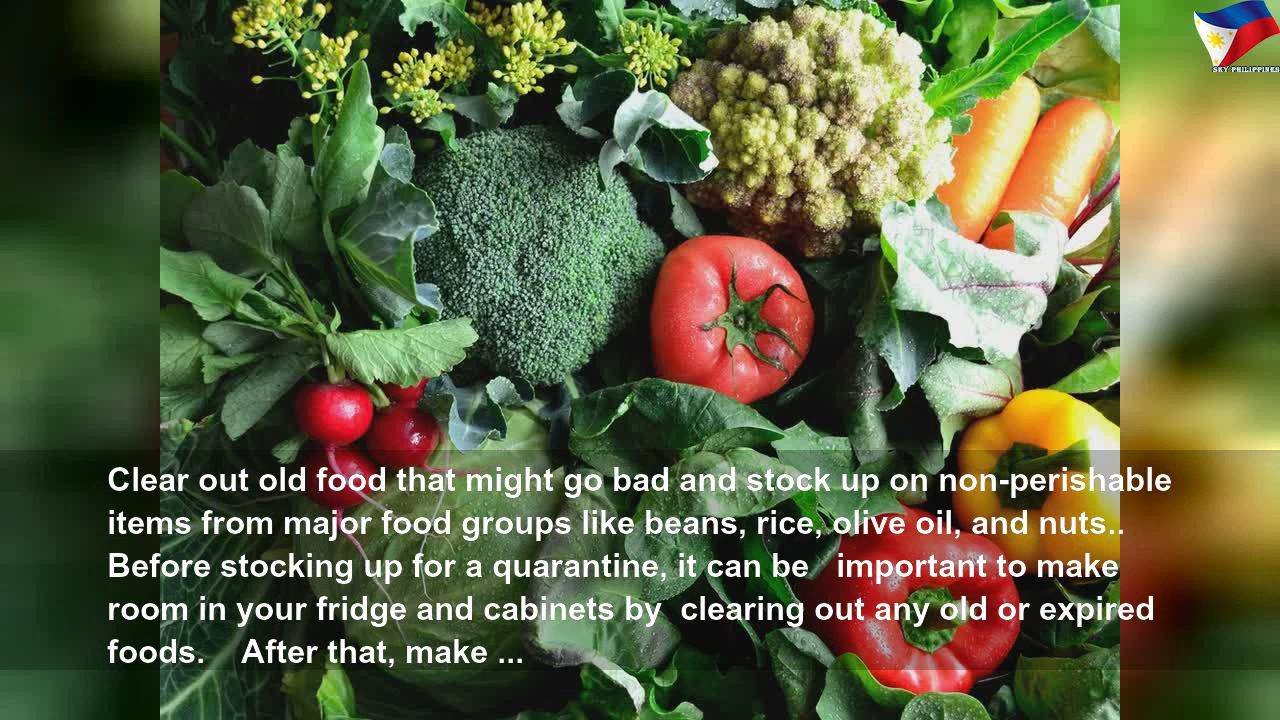 SKY PHILIPPINES
Clear out old food that might go bad and stock up on non-perishable
items from major food groups like beans, rice, olive oil, and nuts..
Before stocking up for a quarantine, it can be   important to make
room in your fridge and cabinets by  clearing out any old or expired
foods.    After that, make ...